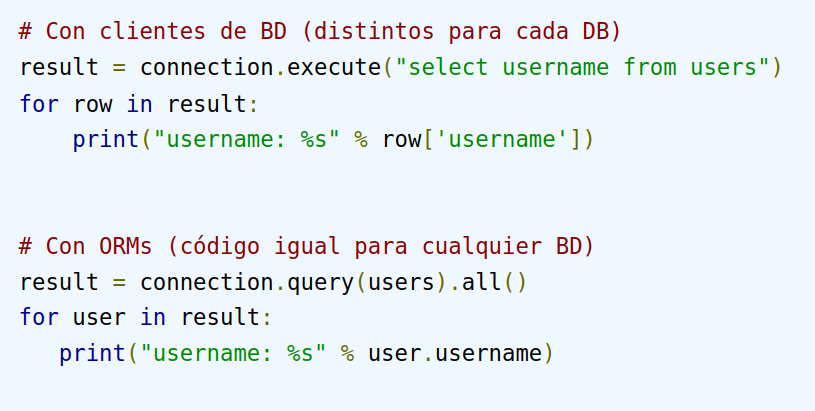 # Con clientes de BD (distintos para cada DB)
result = connection.execute("select username from users")
for row in result:
    print("username: %s" % row['username'])
# Con ORMs (código igual para cualquier BD)
result = connection.query(users).all()
for user in result:
   print("username: %s" % user.username)